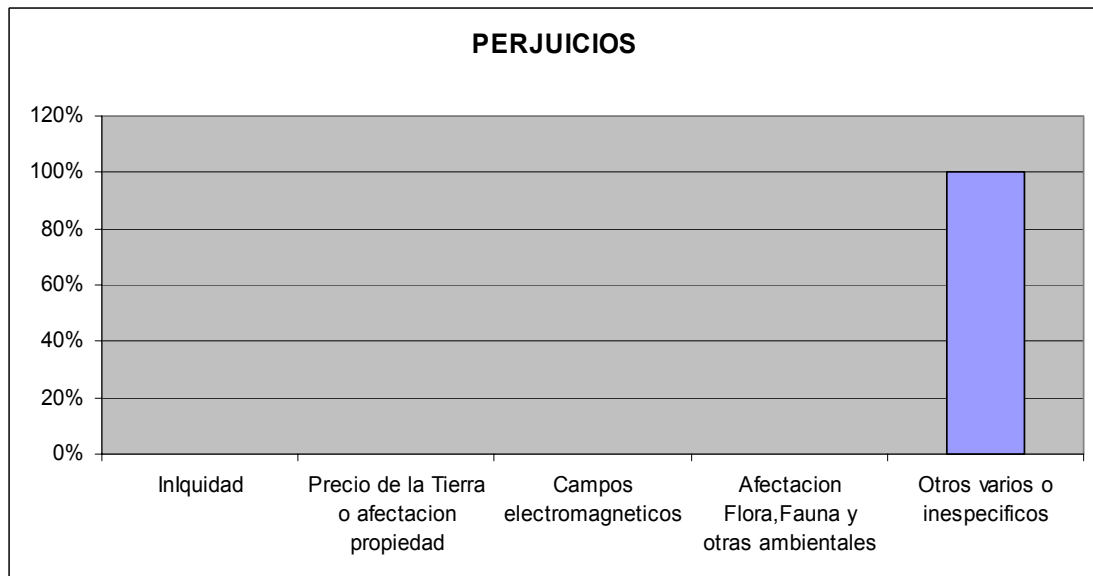 PERJUICIOS
120%
100%
80%
60%
40%
20%
0%
InIquidad
Precio de la Tierra
o afectacion
propiedad
Campos
electromagneticos
Afectacion
Flora,Fauna y
otras ambientales
Otros varios o
inespecificos